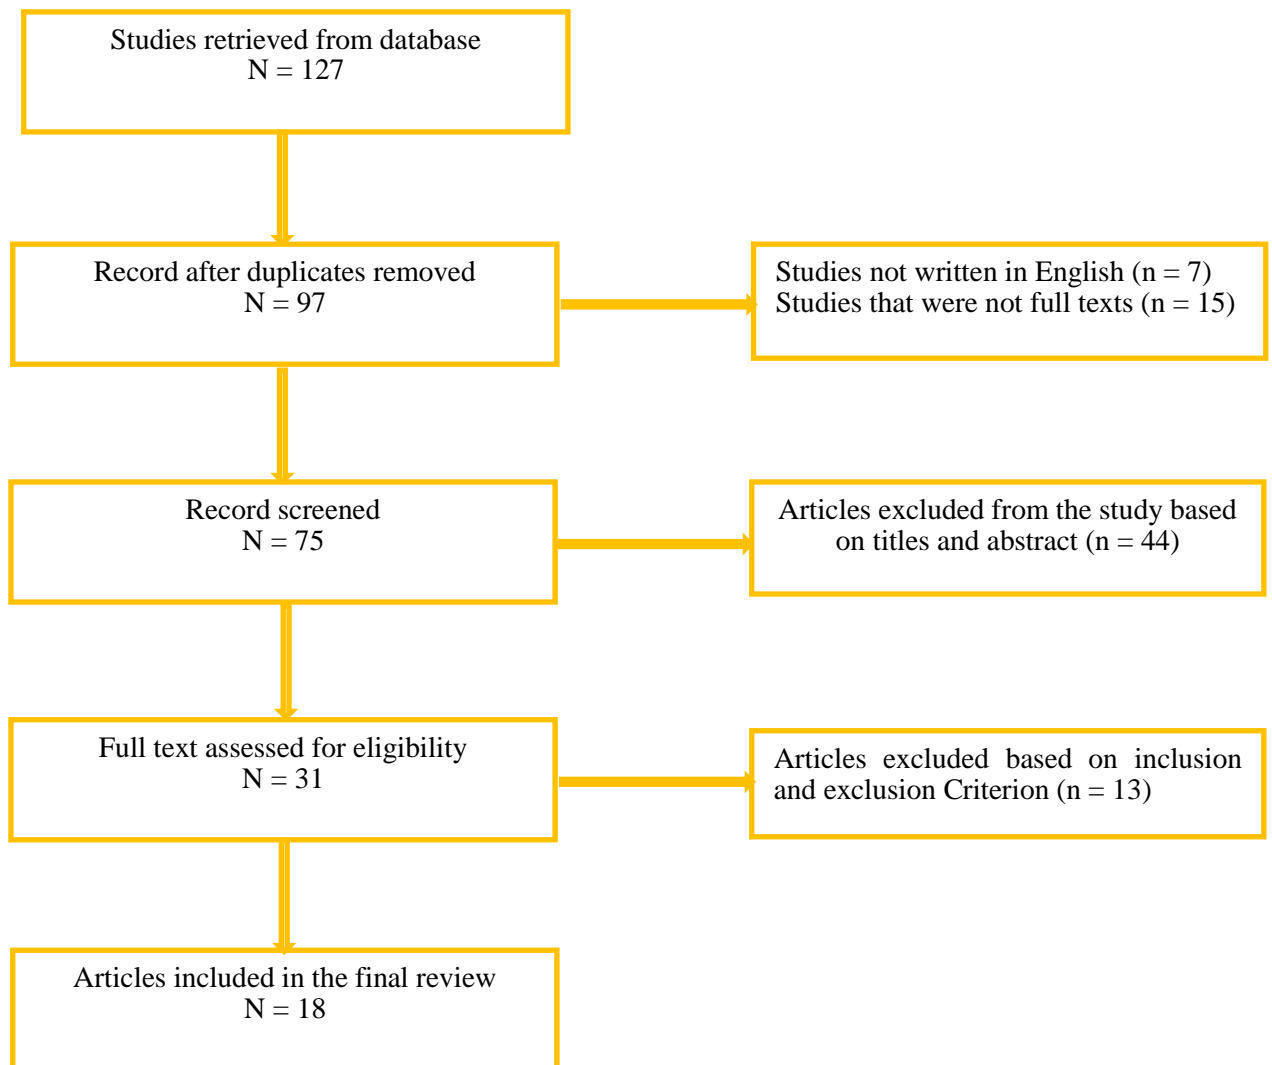 Studies retrieved from database
N = 127
Record after duplicates removed
N = 97
Studies not written in English (n = 7)
Studies that were not full texts (n = 15)
Record screened
N = 75
Articles excluded from the study based
on titles and abstract (n = 44)
Full text assessed for eligibility
N = 31
Articles excluded based on inclusion
and exclusion Criterion (n = 13)
Articles included in the final review
N = 18